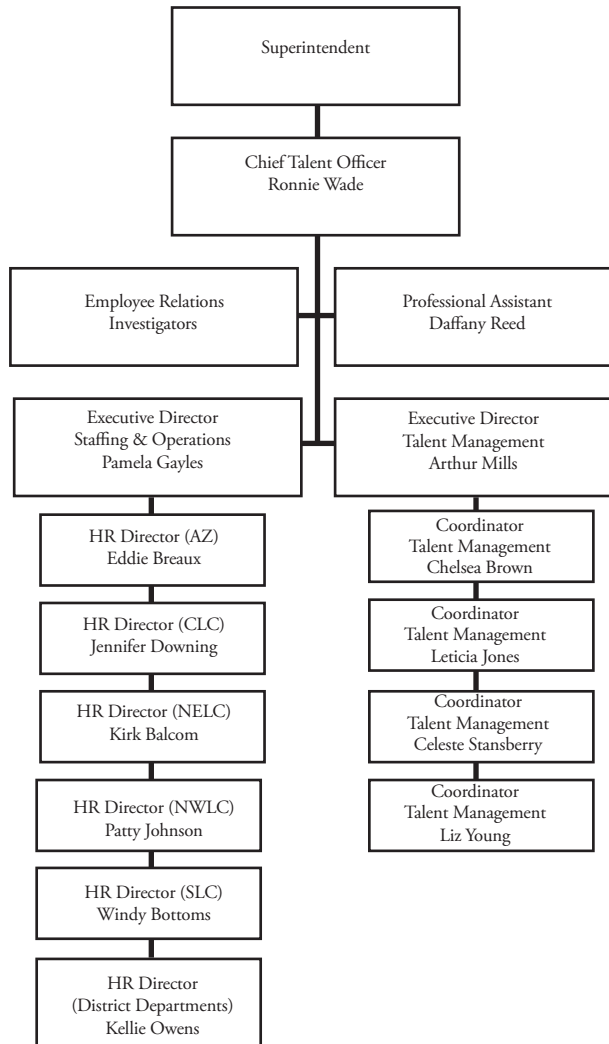 Superintendent
Chief Talent Officer
Ronnie Wade
Employee Relations
Investigators
Professional Assistant
Daffany Reed
Executive Director
Staffing & Operations
Pamela Gayles
Executive Director
Talent Management
Arthur Mills
HR Director (AZ)
Eddie Breaux
HR Director (CLC)
Jennifer Downing
HR Director (NELC)
Kirk Balcom
HR Director (NWLC)
Patty Johnson
HR Director (SLC)
Windy Bottoms
HR Director
(District Departments)
Kellie Owens
Coordinator
Talent Management
Chelsea Brown
Coordinator
Talent Management
Leticia Jones
Coordinator
Talent Management
Celeste Stansberry
Coordinator
Talent Management
Liz Young